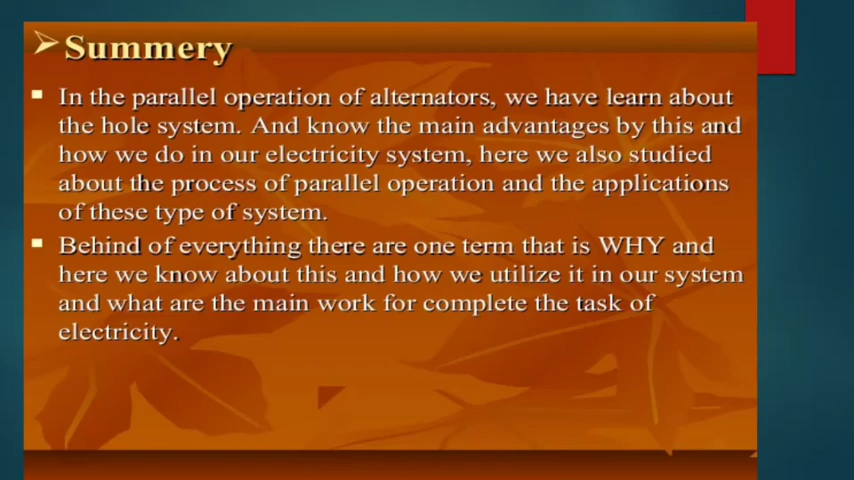 Summery
In the parallel operation of alternators, we have learn about
the hole system. And know the main advantages by this and
how we do in our electricity system, here we also studied
about the process of parallel operation and the applications
of these type of system.
Behind of everything there are one term that is WHY and
here we know about this and how we utilize it in our system
and what are the main work for complete the task of
electricity.